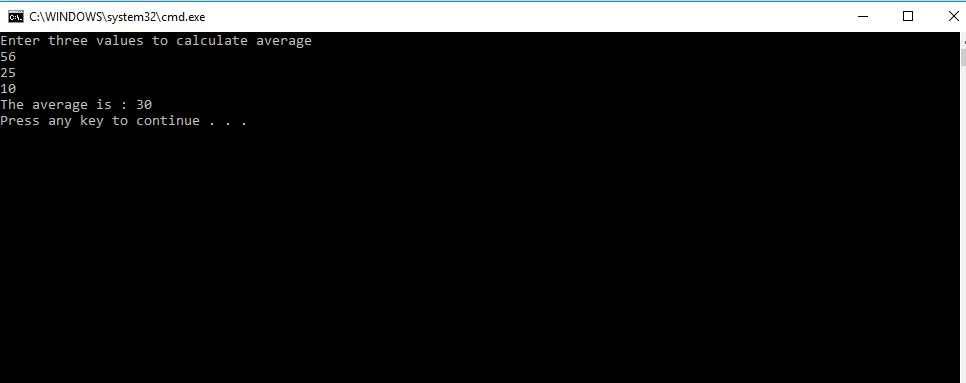 C:\WINDOWS\system32\cmd.exe
Enter three values to calculate average
56
25
10
The average is : 30
Press any key to continue . . .